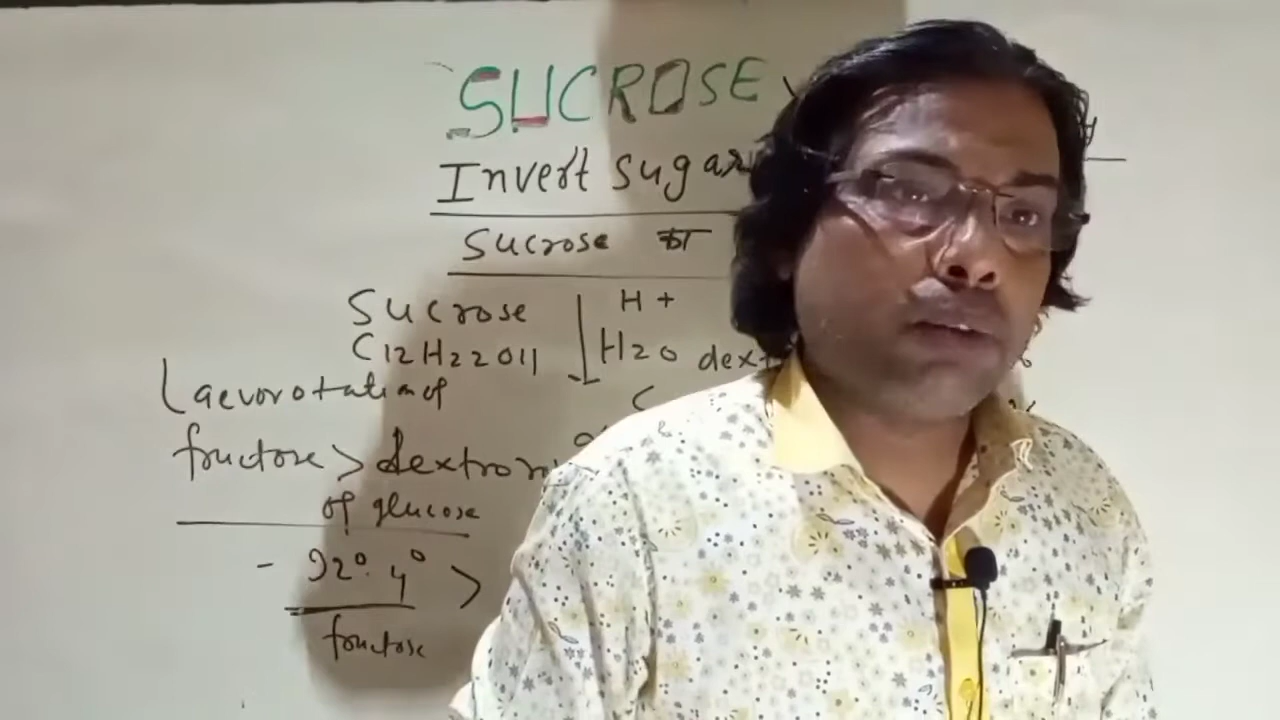 SUCROSE
Invert sugar
Sucrose का
Sucrose H+
C12H22O11 H2O
Laevorotation of
fructose > dextro
of glucose
- 92°.4° >
fructose